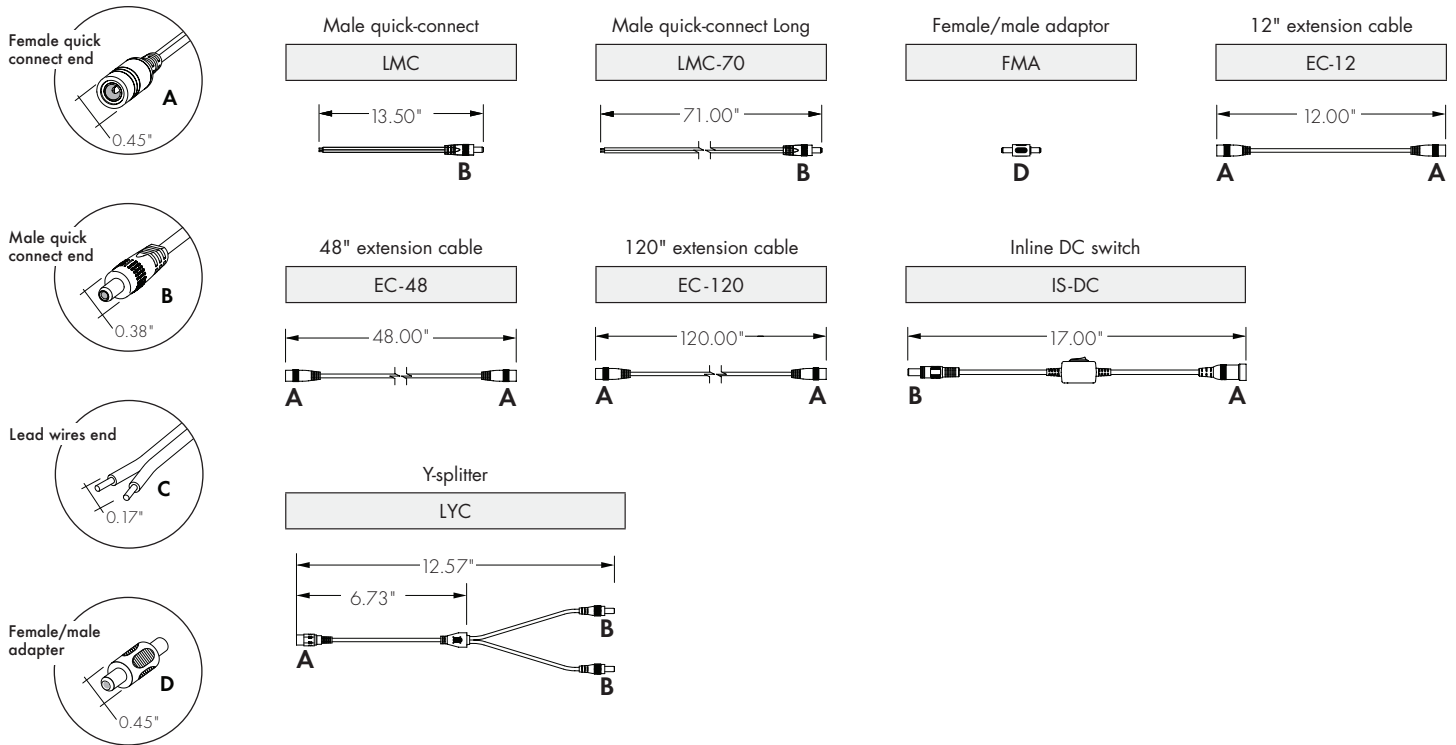 Female quick
connect end
A
0.45"
Male quick
connect end
B
0.38"
Lead wires end
C
0.17"
Female/male
adapter
D
0.45"
Male quick-connect
LMC
13.50"
B
Male quick-connect Long
LMC-70
71.00"
B
Female/male adaptor
FMA
D
12" extension cable
EC-12
12.00"
A
A
48" extension cable
EC-48
48.00"
A
A
120" extension cable
EC-120
120.00"
A
A
Inline DC switch
IS-DC
17.00"
B
A
Y-splitter
LYC
12.57"
6.73"
A
B
B